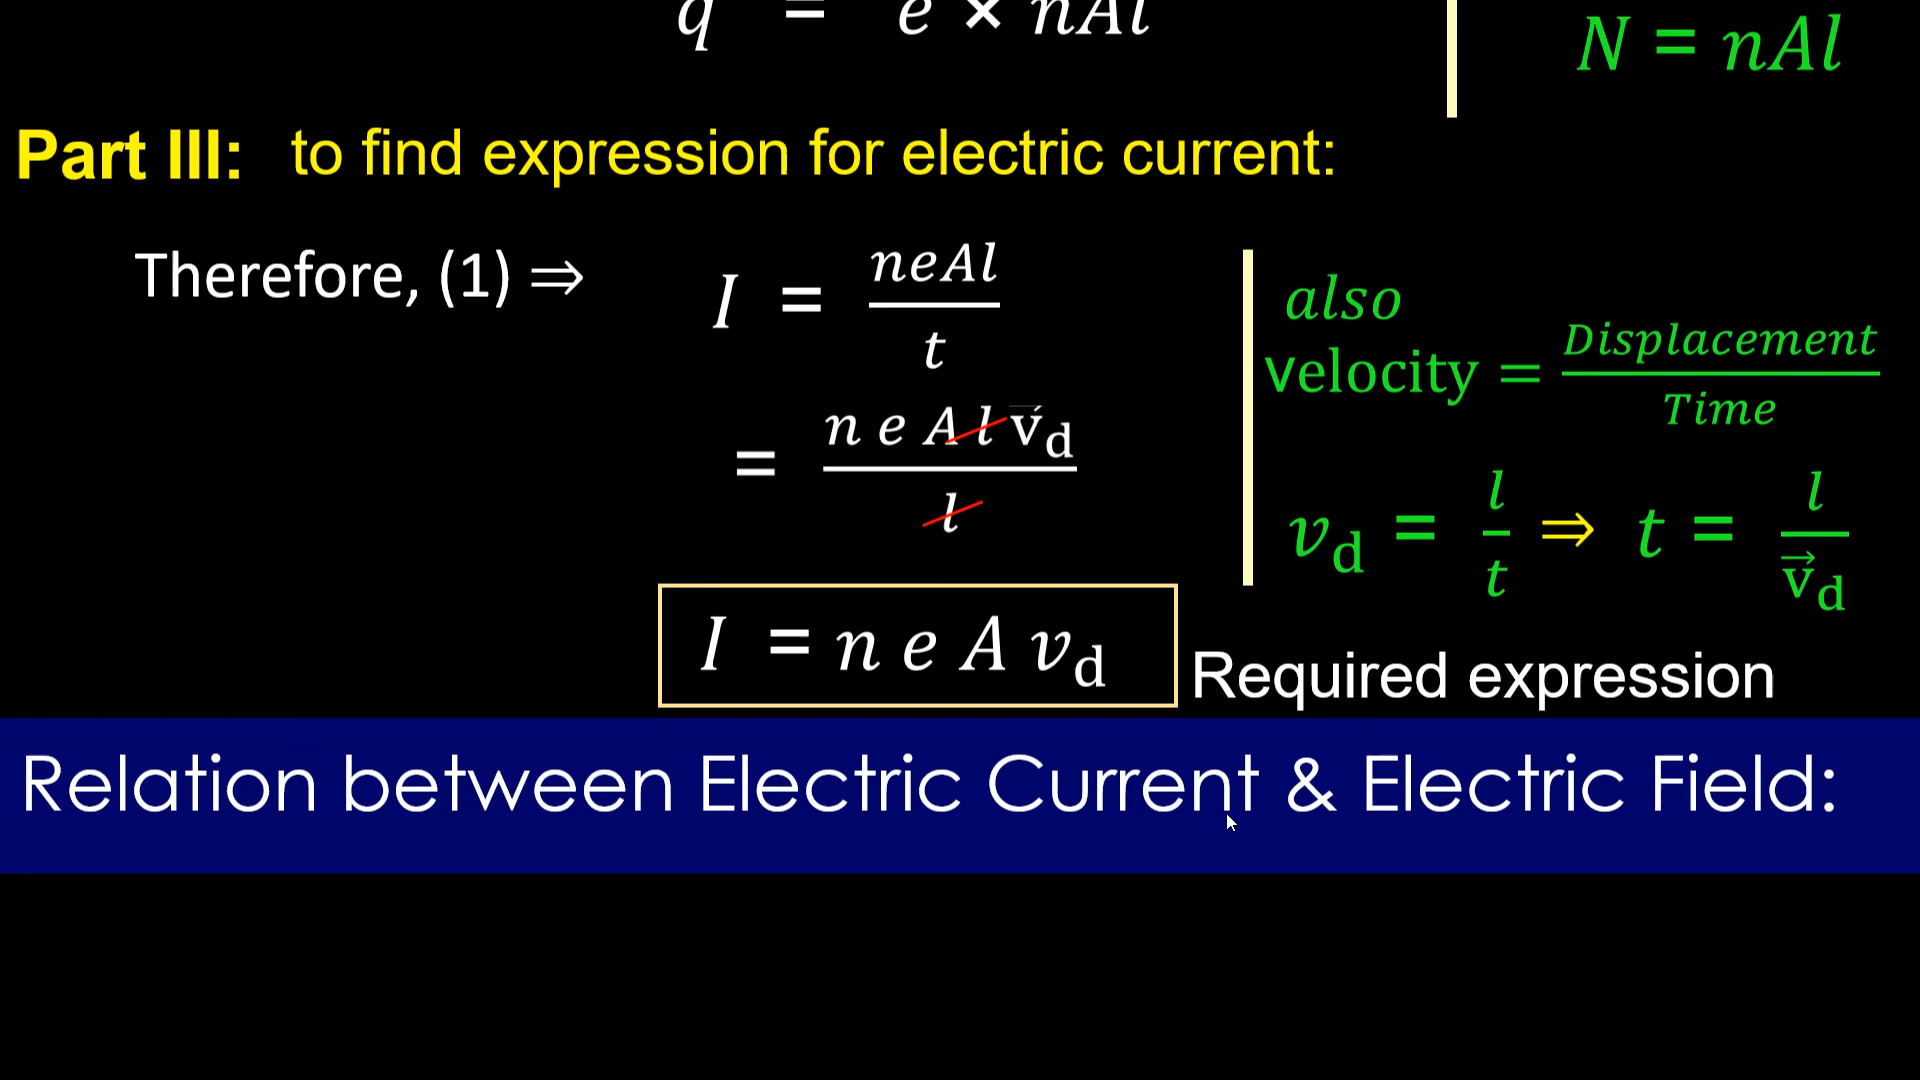 q = e × nAl
N = nAl
Part III: to find expression for electric current:
Therefore, (1) ⇒ I = neAl / t
also
velocity = Displacement / Time
= n e A l v⃗d / l
vd = l / t ⇒ t = l / v⃗d
I = n e A vd Required expression
Relation between Electric Current & Electric Field: